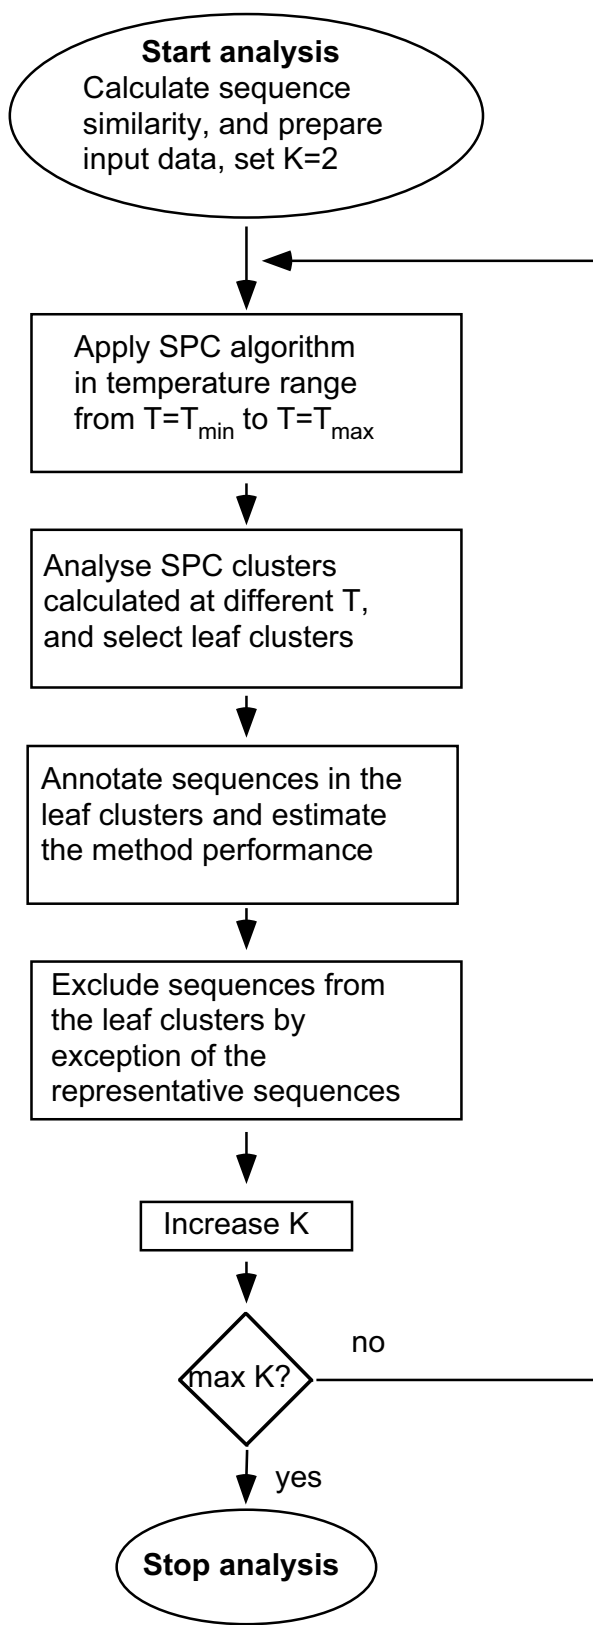 Start analysis
Calculate sequence
similarity, and prepare
input data, set K=2
Apply SPC algorithm
in temperature range
from T=Tmin to T=Tmax
Analyse SPC clusters
calculated at different T,
and select leaf clusters
Annotate sequences in the
leaf clusters and estimate
the method performance
Exclude sequences from
the leaf clusters by
exception of the
representative sequences
Increase K
max K?
no
yes
Stop analysis